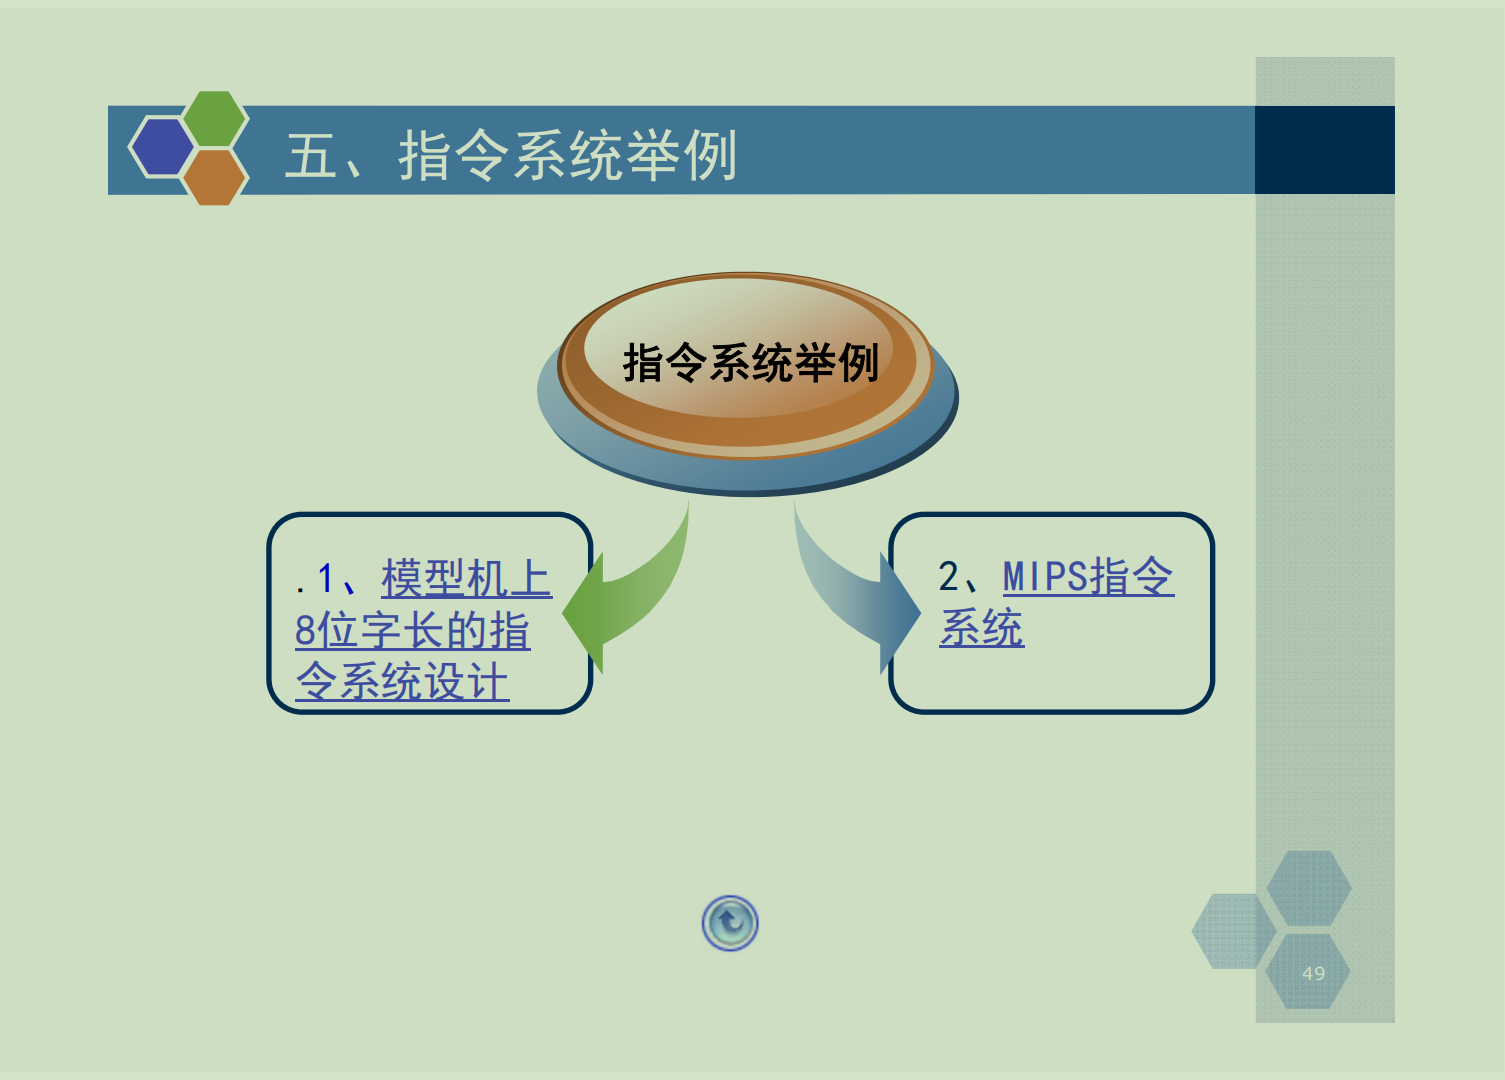 五、指令系统举例
指令系统举例
.1、模型机上
8位字长的指
令系统设计
2、MIPS指令
系统
49